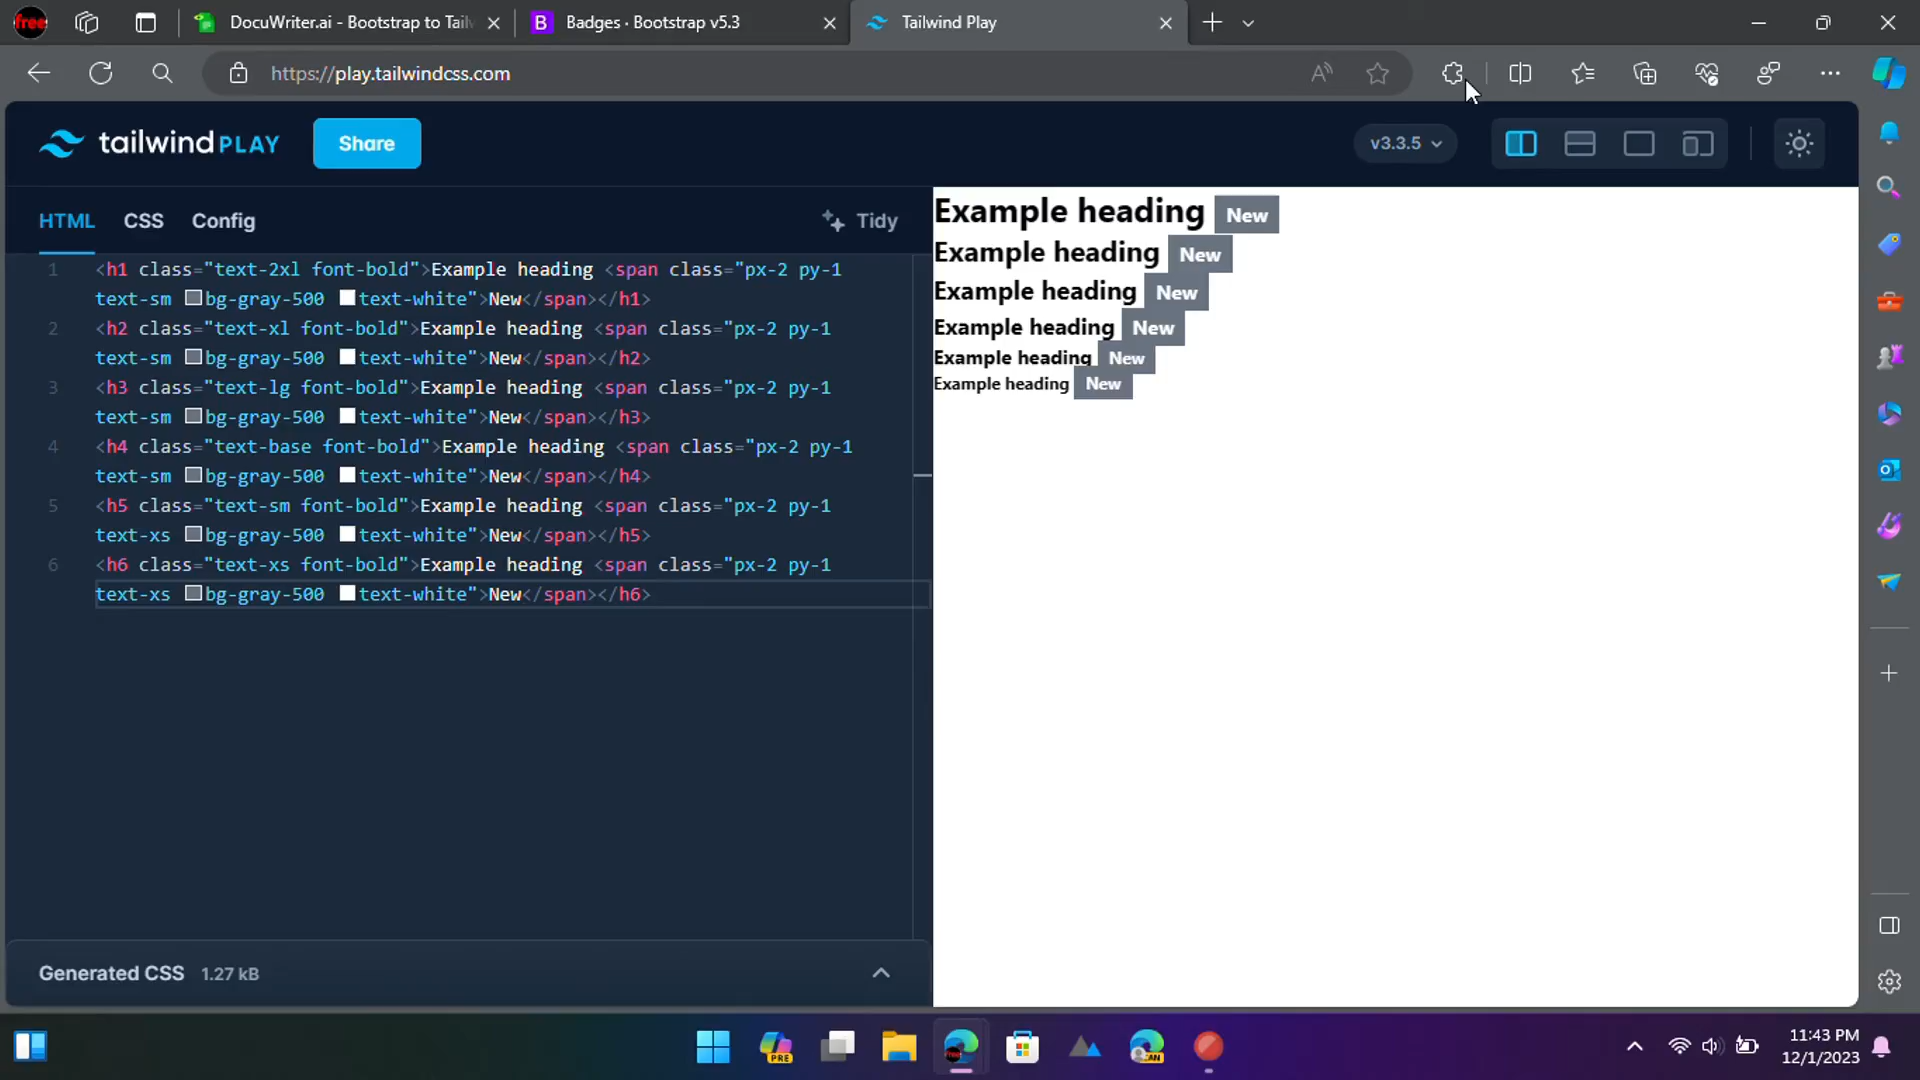 free DocuWriter.ai - Bootstrap to Tail Badges · Bootstrap v5.3 Tailwind Play
https://play.tailwindcss.com
tailwind PLAY Share v3.3.5
HTML CSS Config Tidy
1 <h1 class="text-2xl font-bold">Example heading <span class="px-2 py-1
text-sm bg-gray-500 text-white">New</span></h1>
2 <h2 class="text-xl font-bold">Example heading <span class="px-2 py-1
text-sm bg-gray-500 text-white">New</span></h2>
3 <h3 class="text-lg font-bold">Example heading <span class="px-2 py-1
text-sm bg-gray-500 text-white">New</span></h3>
4 <h4 class="text-base font-bold">Example heading <span class="px-2 py-1
text-sm bg-gray-500 text-white">New</span></h4>
5 <h5 class="text-sm font-bold">Example heading <span class="px-2 py-1
text-xs bg-gray-500 text-white">New</span></h5>
6 <h6 class="text-xs font-bold">Example heading <span class="px-2 py-1
text-xs bg-gray-500 text-white">New</span></h6>
Example heading New
Example heading New
Example heading New
Example heading New
Example heading New
Example heading New
Generated CSS 1.27 kB
PRE
free
CAN
11:43 PM
12/1/2023